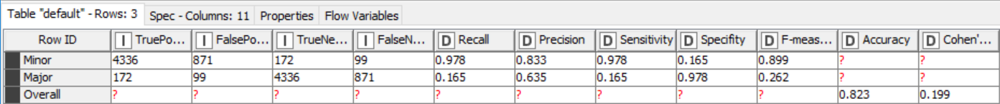 Table "default" - Rows: 3 Spec - Columns: 11 Properties Flow Variables
Row ID I TruePo... I FalsePo... I TrueNe... I FalseN... D Recall D Precision D Sensitivity D Specifity D F-meas... D Accuracy D Cohen'...
Minor 4336 871 172 99 0.978 0.833 0.978 0.165 0.899 ? ?
Major 172 99 4336 871 0.165 0.635 0.165 0.978 0.262 ? ?
Overall ? ? ? ? ? ? ? ? ? 0.823 0.199